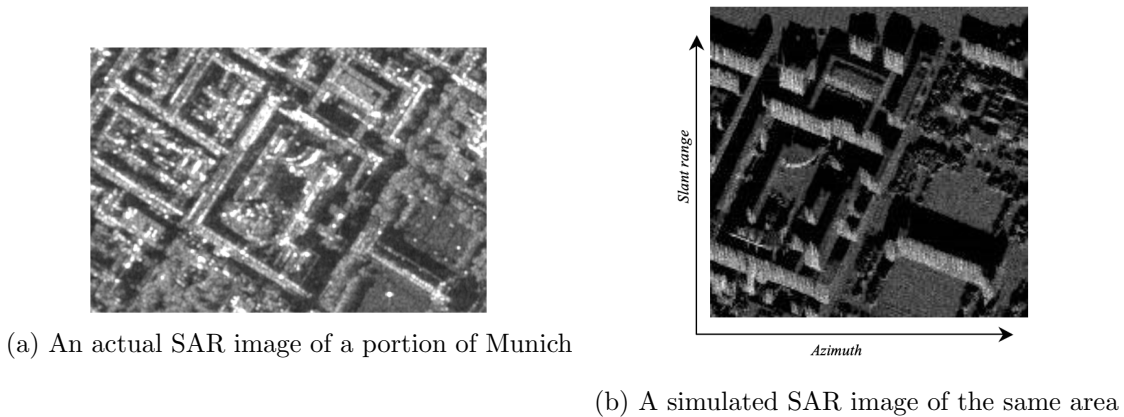 Slant range
Azimuth
(a) An actual SAR image of a portion of Munich
(b) A simulated SAR image of the same area